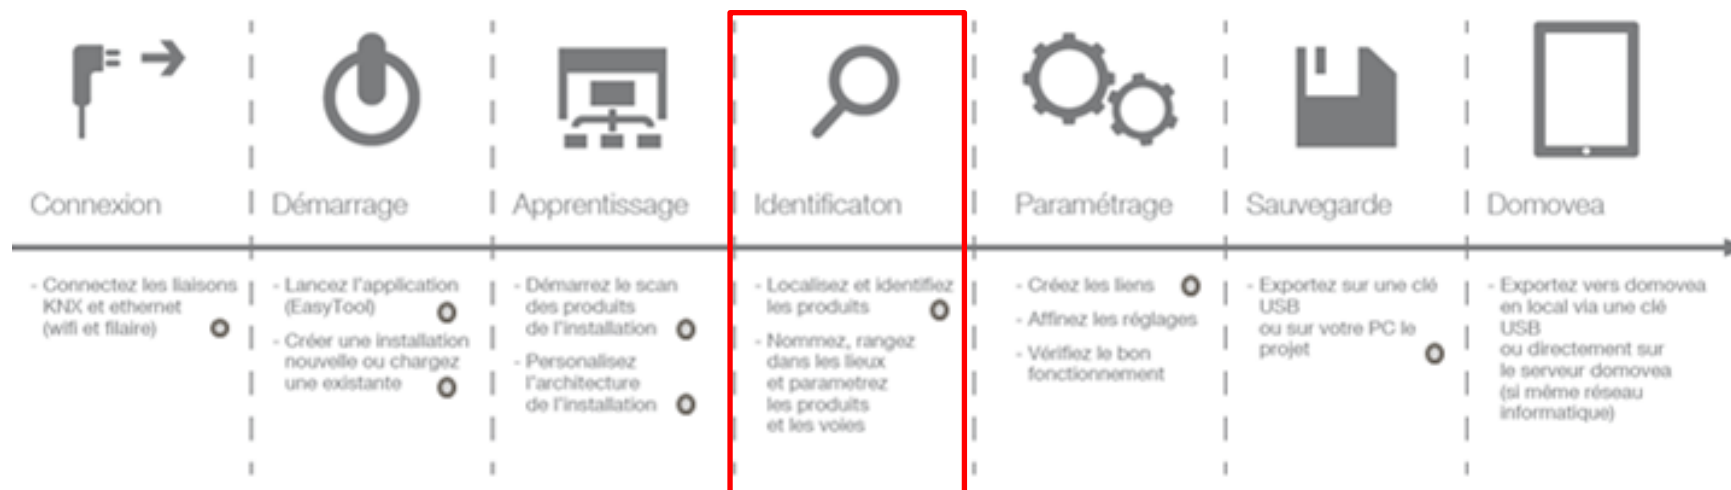 Connexion
- Connectez les liaisons
KNX et ethernet
(wifi et filaire)
Démarrage
- Lancez l'application
(EasyTool)
- Créer une installation
nouvelle ou chargez
une existante
Apprentissage
- Démarrez le scan
des produits
de l'installation
- Personalisez
l'architecture
de l'installation
Identificaton
- Localisez et identifiez
les produits
- Nommez, rangez
dans les lieux
et parametrez
les produits
et les voies
Paramétrage
- Créez les liens
- Affinez les réglages
- Vérifiez le bon
fonctionnement
Sauvegarde
- Exportez sur une clé
USB
ou sur votre PC le
projet
Domovea
- Exportez vers domovea
en local via une clé
USB
ou directement sur
le serveur domovea
(si même réseau
informatique)